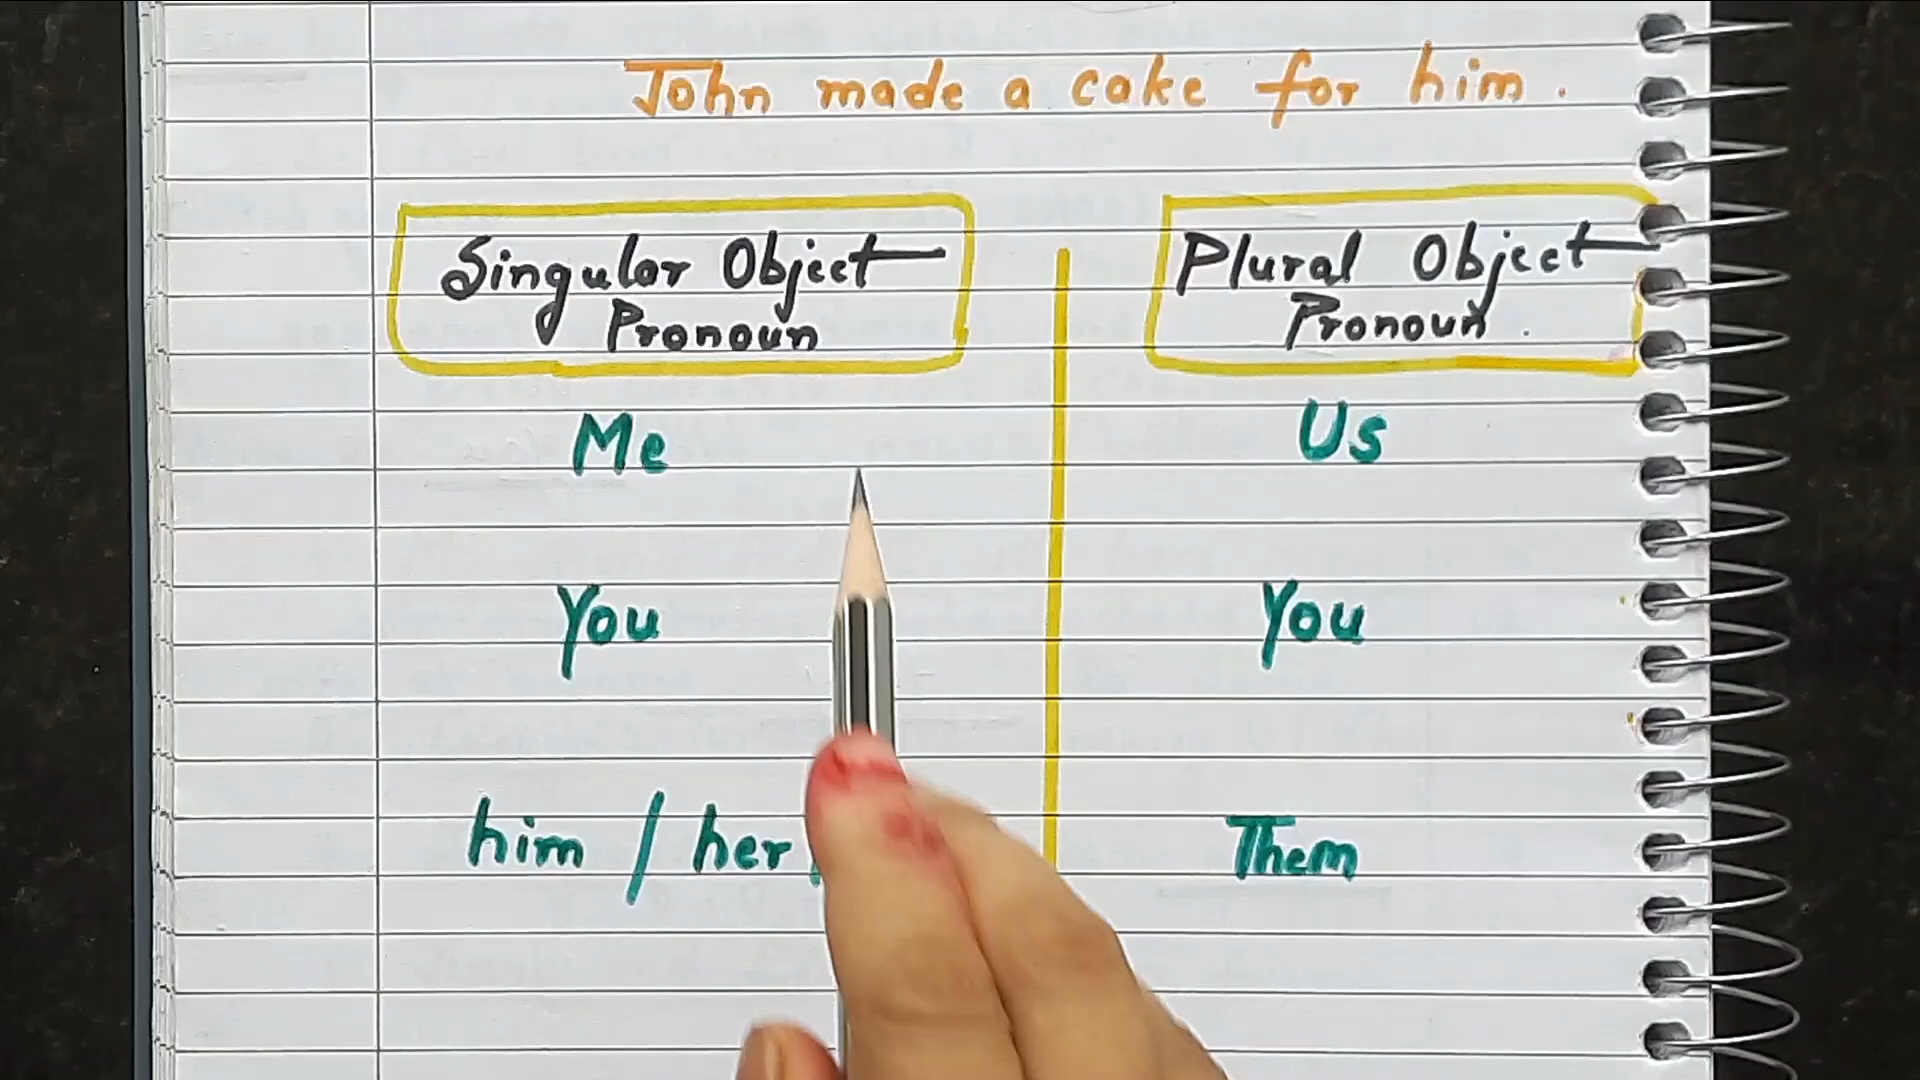 John made a cake for him.
Singular Object
Pronoun
Plural Object
Pronoun.
Me
Us
You
You
him / her /
Them